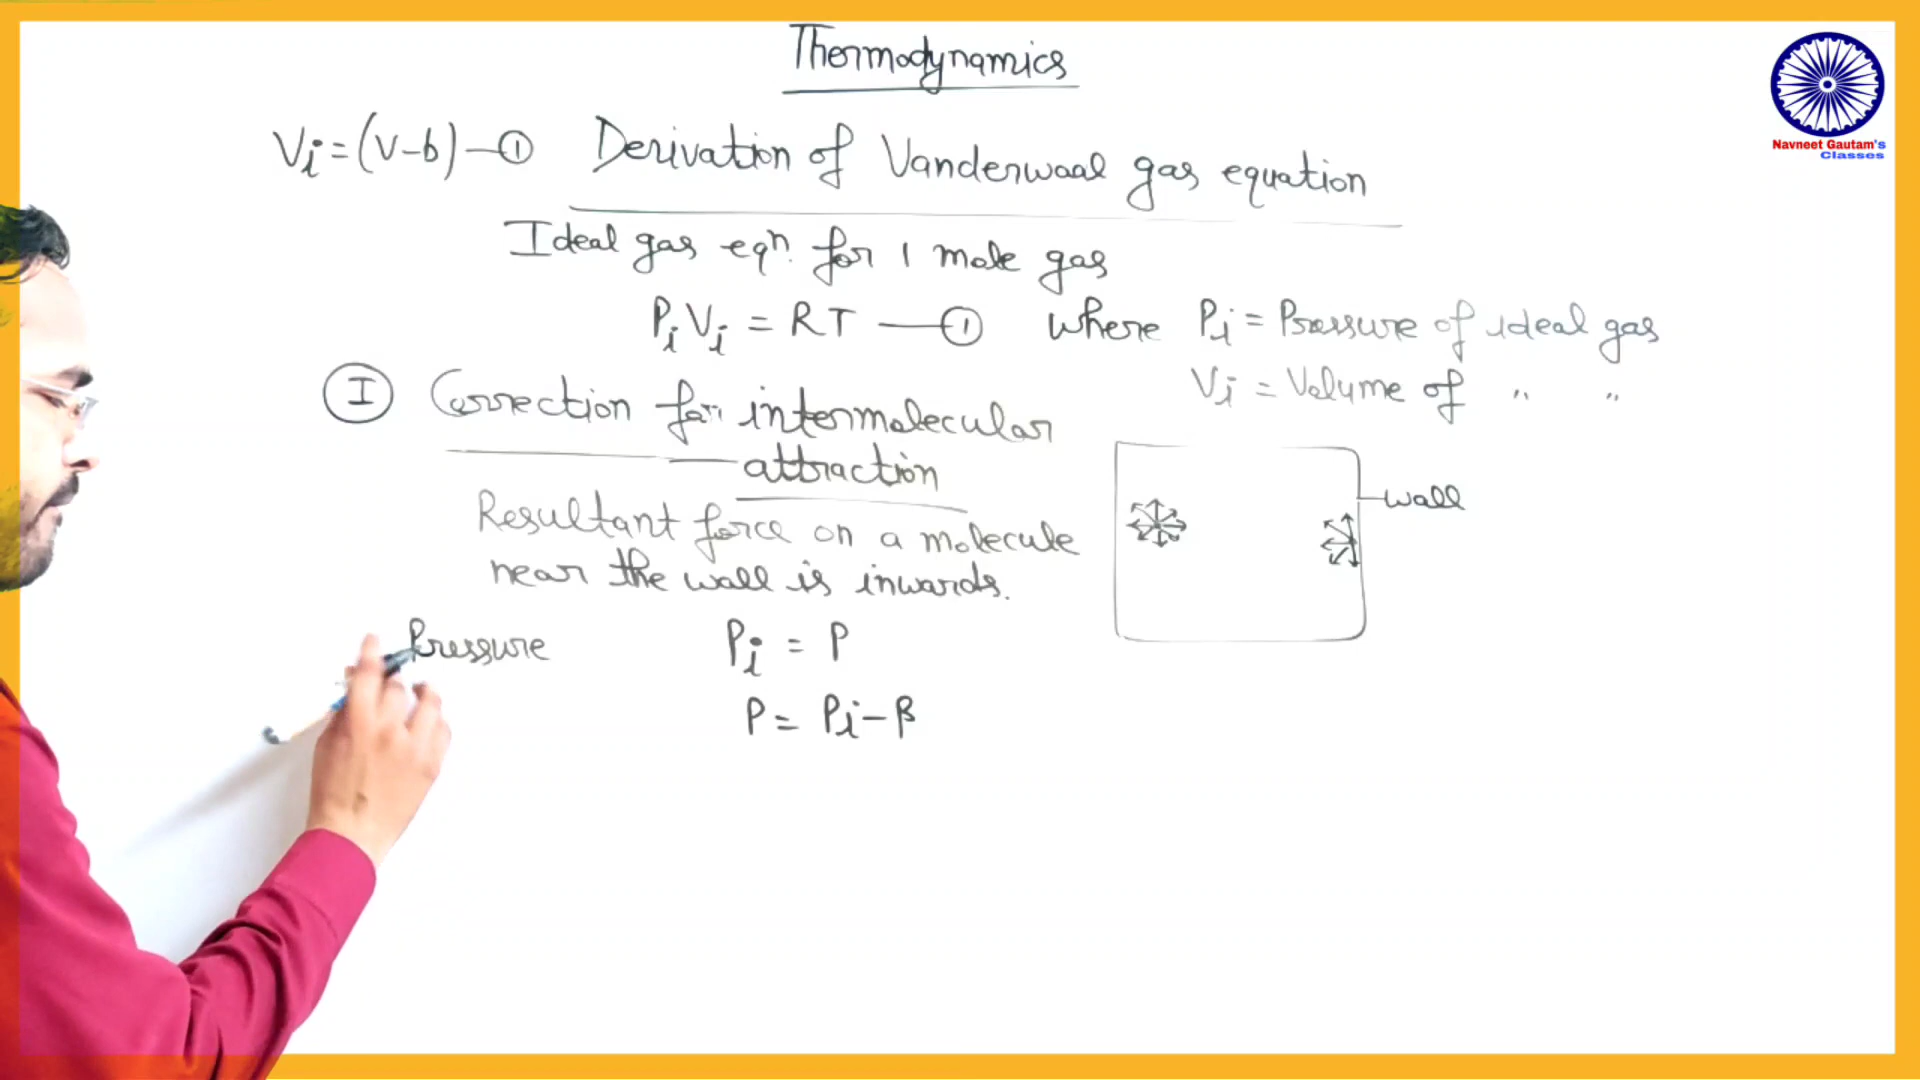 Thermodynamics
Navneet Gautam's
Classes
Vi = (V-b) — ①
Derivation of Vanderwaal gas equation
Ideal gas eqn. for 1 mole gas
PiVi = RT — ① where Pi = Pressure of ideal gas
Vi = Volume of " "
Ⓘ Correction for intermolecular
attraction
wall
Resultant force on a molecule
near the wall is inwards.
Pressure Pi = P
P = Pi - β